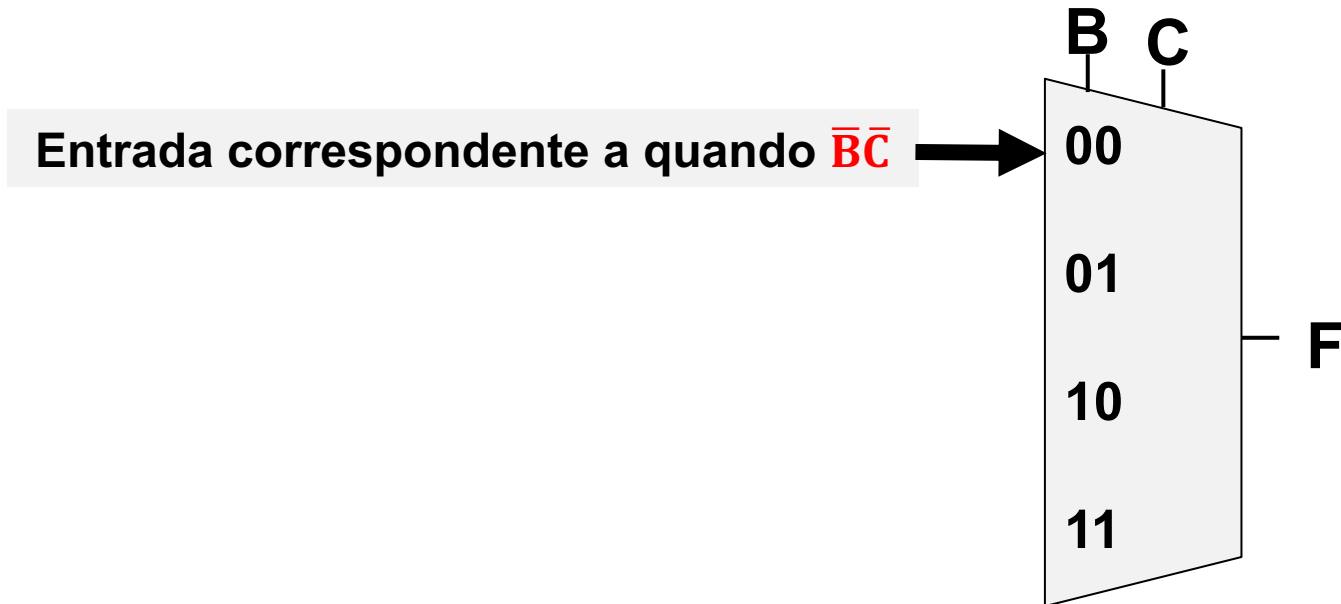 B C
Entrada correspondente a quando B̅C̅
00
01
F
10
11